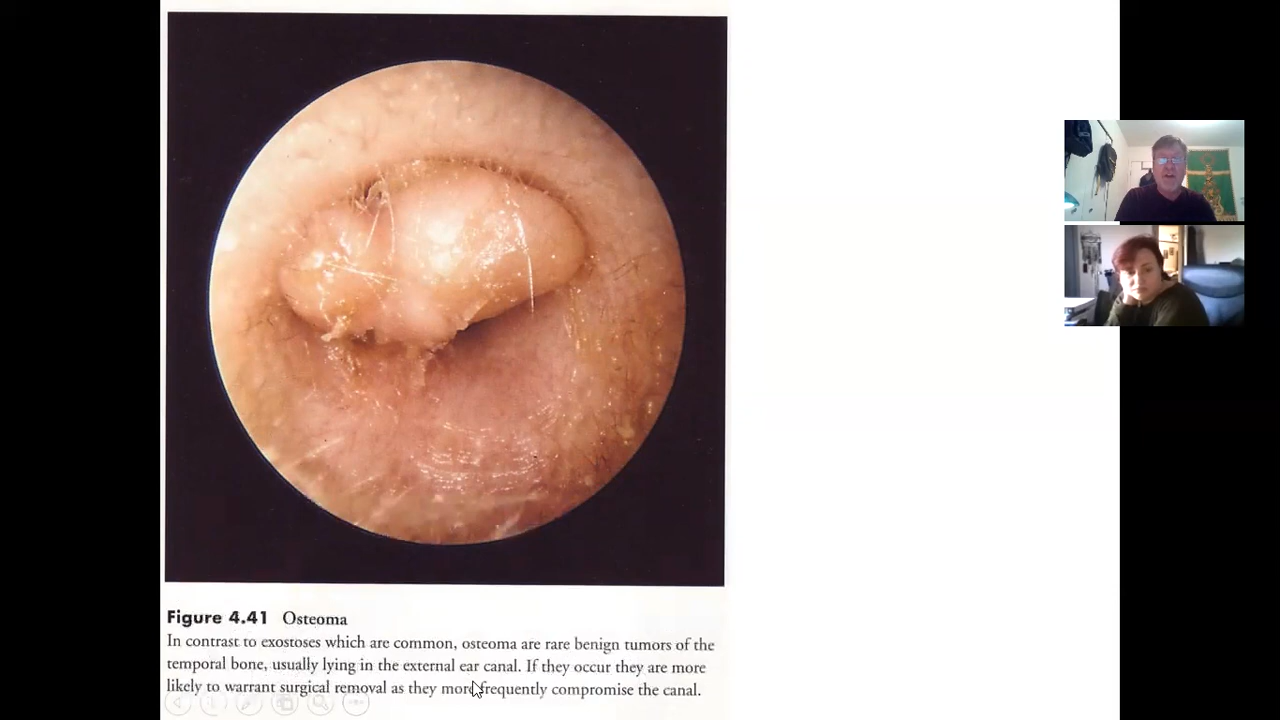 Figure 4.41 Osteoma
In contrast to exostoses which are common, osteoma are rare benign tumors of the
temporal bone, usually lying in the external ear canal. If they occur they are more
likely to warrant surgical removal as they more frequently compromise the canal.